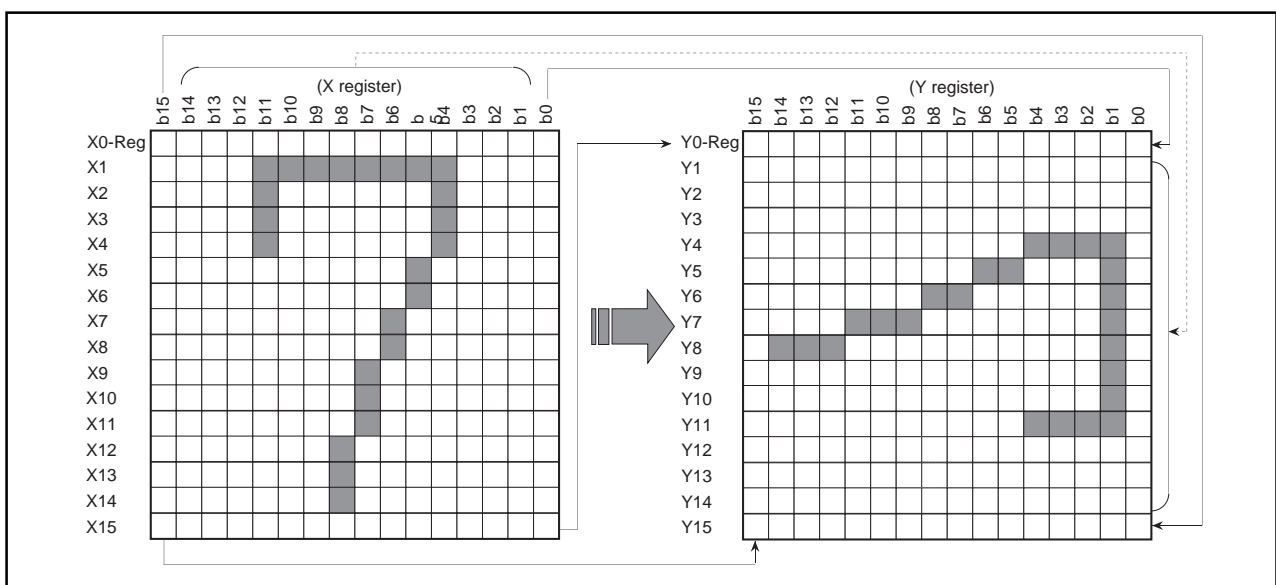 (X register)
b15 b14 b13 b12 b11 b10 b9 b8 b7 b6 b5 b4 b3 b2 b1 b0
X0-Reg
X1
X2
X3
X4
X5
X6
X7
X8
X9
X10
X11
X12
X13
X14
X15
(Y register)
b15 b14 b13 b12 b11 b10 b9 b8 b7 b6 b5 b4 b3 b2 b1 b0
Y0-Reg
Y1
Y2
Y3
Y4
Y5
Y6
Y7
Y8
Y9
Y10
Y11
Y12
Y13
Y14
Y15